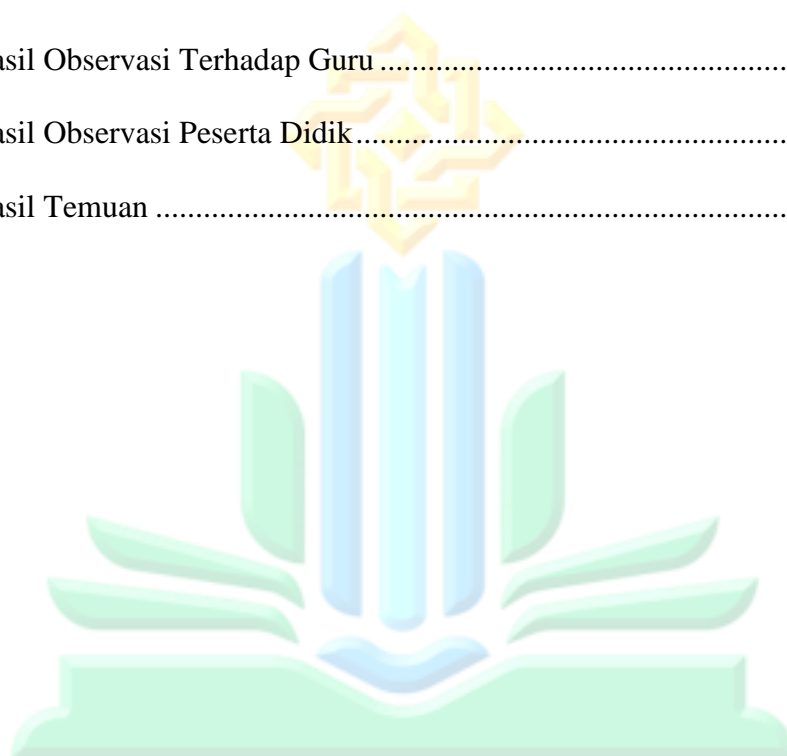 asil Observasi Terhadap Guru ....................................................
asil Observasi Peserta Didik.......................................................
asil Temuan ................................................................................